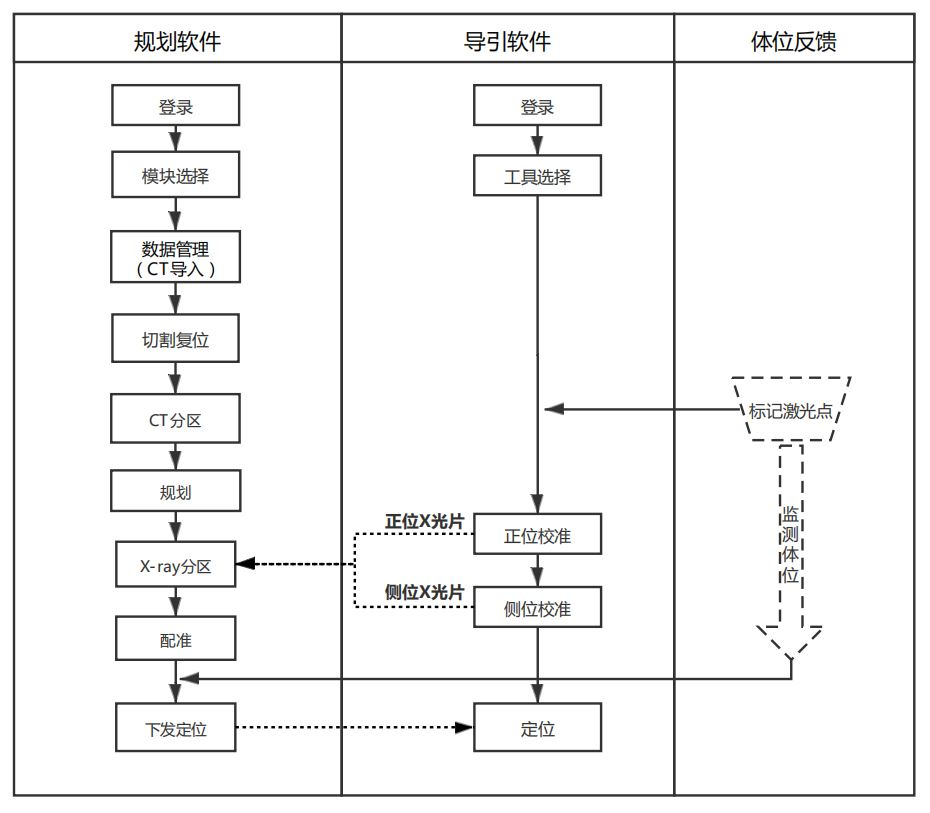 规划软件
导引软件
体位反馈
登录
模块选择
数据管理
（CT导入）
切割复位
CT分区
规划
X-ray分区
配准
下发定位
登录
工具选择
正位X光片
正位校准
侧位X光片
侧位校准
定位
标记激光点
监
测
体
位